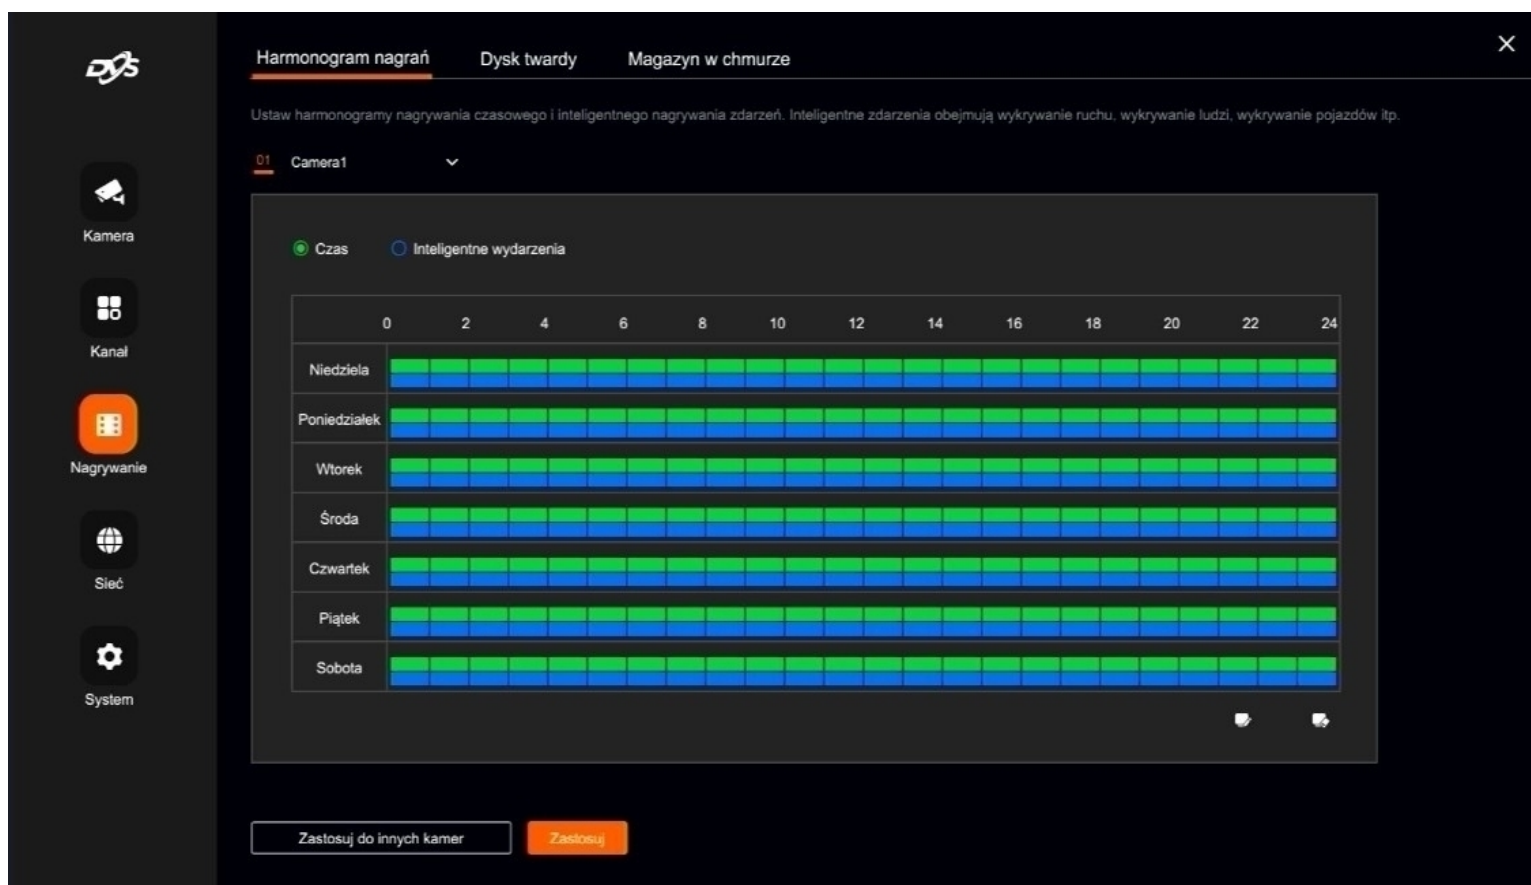 DVS
Harmonogram nagrań Dysk twardy Magazyn w chmurze
Ustaw harmonogramy nagrywania czasowego i inteligentnego nagrywania zdarzeń. Inteligentne zdarzenia obejmują wykrywanie ruchu, wykrywanie ludzi, wykrywanie pojazdów itp.
01 Camera1
Kamera
Kanał
Nagrywanie
Sieć
System
Czas Inteligentne wydarzenia
0 2 4 6 8 10 12 14 16 18 20 22 24
Niedziela
Poniedziałek
Wtorek
Środa
Czwartek
Piątek
Sobota
Zastosuj do innych kamer Zastosuj